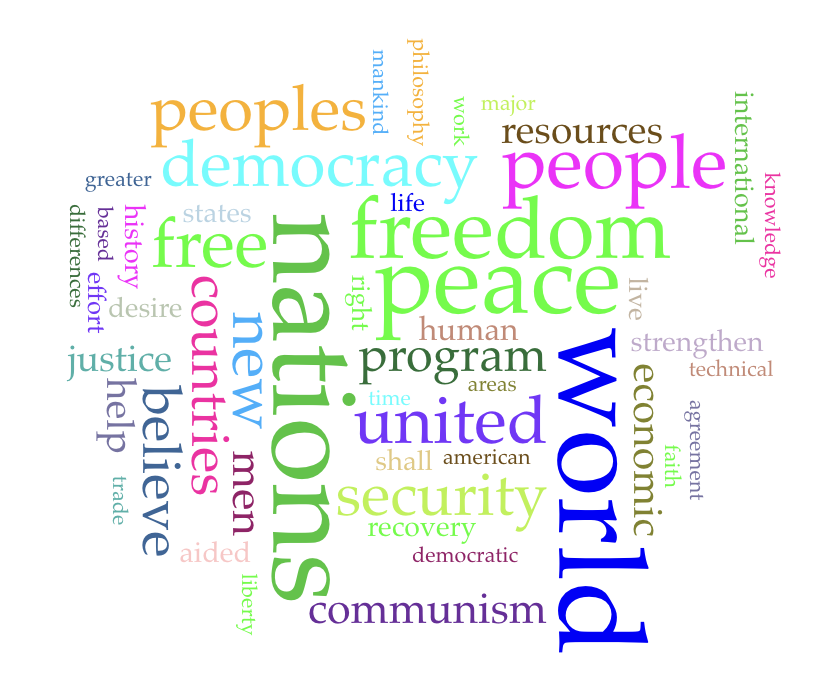 philosophy
mankind
peoples
work
major
international
resources
democracy
people
greater
knowledge
life
differences
based
history
states
free
nations
freedom
peace
effort
desire
countries
right
live
new
human
strengthen
justice
program
technical
world
economic
help
believe
areas
time
united
agreement
men
shall
american
faith
trade
security
recovery
aided
democratic
liberty
communism